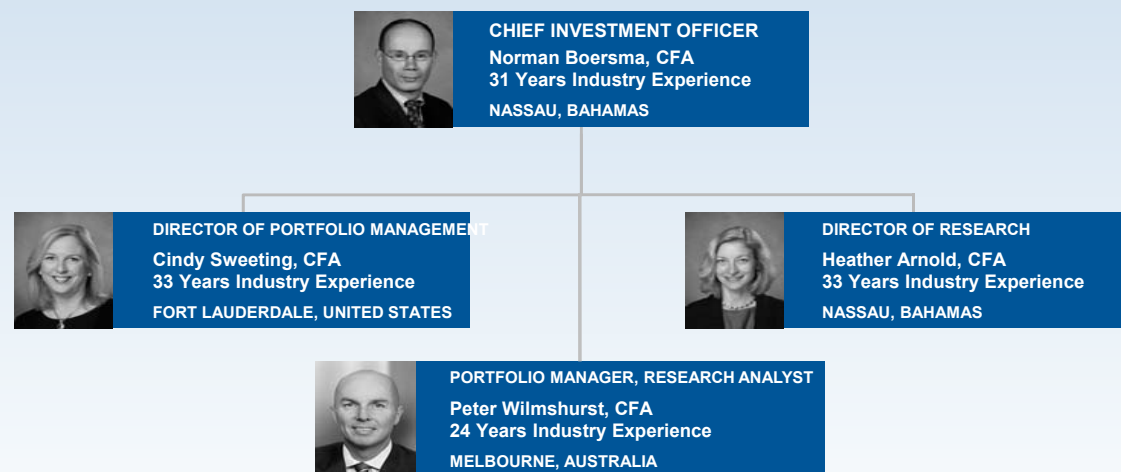 CHIEF INVESTMENT OFFICER
Norman Boersma, CFA
31 Years Industry Experience
NASSAU, BAHAMAS
DIRECTOR OF PORTFOLIO MANAGEMENT
Cindy Sweeting, CFA
33 Years Industry Experience
FORT LAUDERDALE, UNITED STATES
DIRECTOR OF RESEARCH
Heather Arnold, CFA
33 Years Industry Experience
NASSAU, BAHAMAS
PORTFOLIO MANAGER, RESEARCH ANALYST
Peter Wilmshurst, CFA
24 Years Industry Experience
MELBOURNE, AUSTRALIA